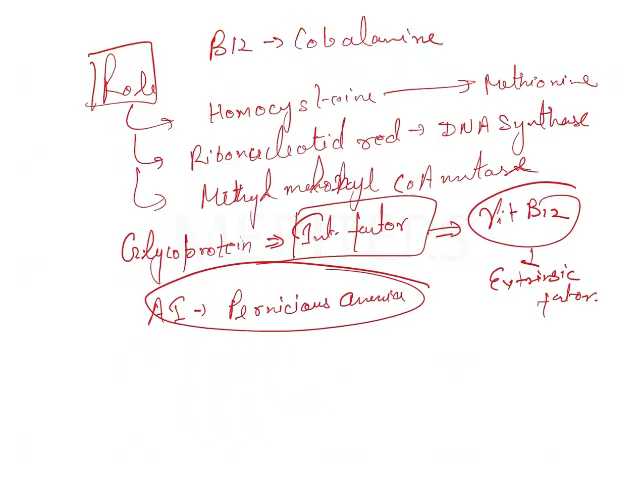 B12 → Cobalamine
Role
Homocysteine → Methionine
Ribonucleotid red → DNA Synthase
Methyl CoA mutase
Glycoprotein ⇒ Int. factor ⇒ Vit B12
Extrinsic factor.
AI → Pernicious anemia